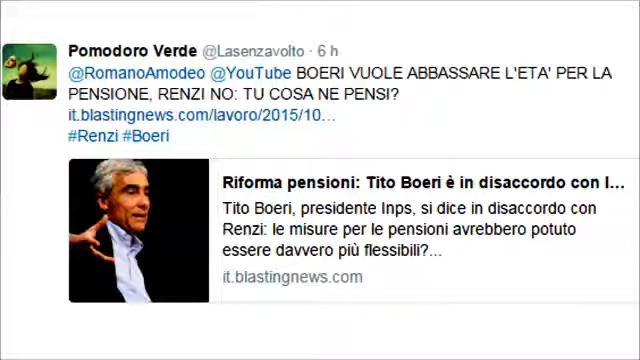 Pomodoro Verde @Lasenzavolto · 6 h
@RomanoAmodeo @YouTube BOERI VUOLE ABBASSARE L'ETA' PER LA
PENSIONE, RENZI NO: TU COSA NE PENSI?
it.blastingnews.com/lavoro/2015/10…
#Renzi #Boeri
Riforma pensioni: Tito Boeri è in disaccordo con l…
Tito Boeri, presidente Inps, si dice in disaccordo con
Renzi: le misure per le pensioni avrebbero potuto
essere davvero più flessibili?...
it.blastingnews.com